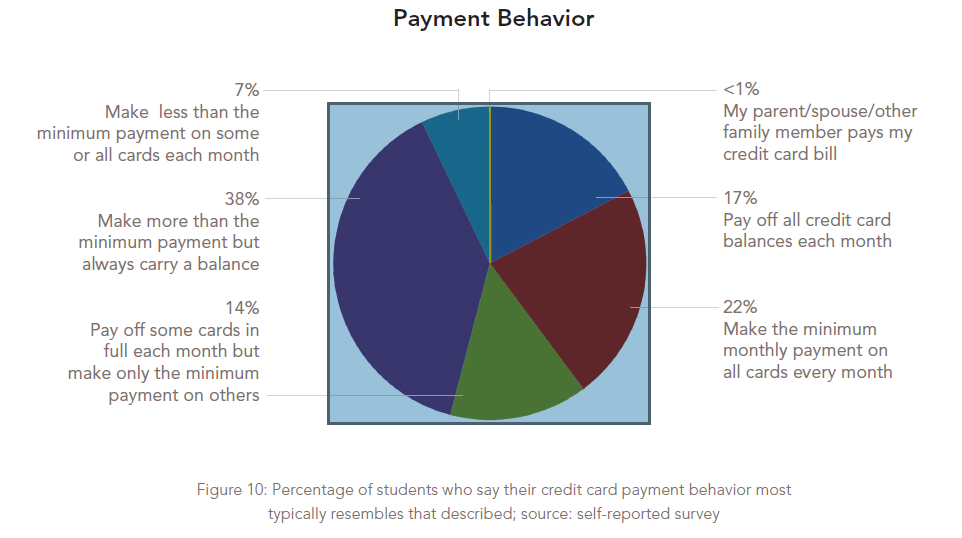 Payment Behavior
7%
Make less than the
minimum payment on some
or all cards each month
38%
Make more than the
minimum payment but
always carry a balance
14%
Pay off some cards in
full each month but
make only the minimum
payment on others
<1%
My parent/spouse/other
family member pays my
credit card bill
17%
Pay off all credit card
balances each month
22%
Make the minimum
monthly payment on
all cards every month
Figure 10: Percentage of students who say their credit card payment behavior most
typically resembles that described; source: self-reported survey